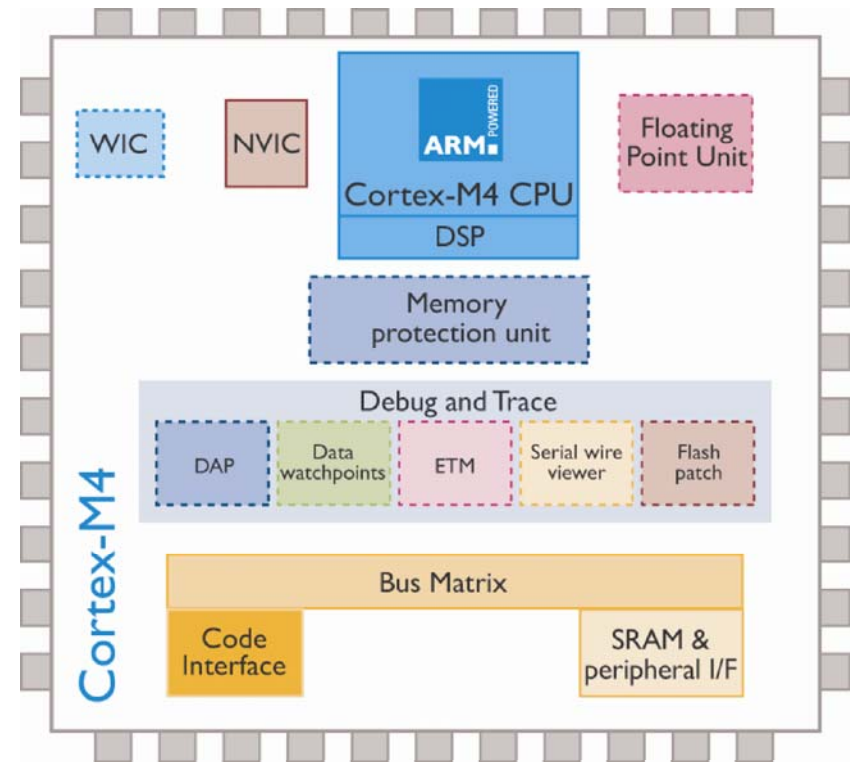 ARM
POWERED
WIC
NVIC
Cortex-M4 CPU
DSP
Floating
Point Unit
Memory
protection unit
Debug and Trace
DAP
Data
watchpoints
ETM
Serial wire
viewer
Flash
patch
Cortex-M4
Bus Matrix
Code
Interface
SRAM &
peripheral I/F